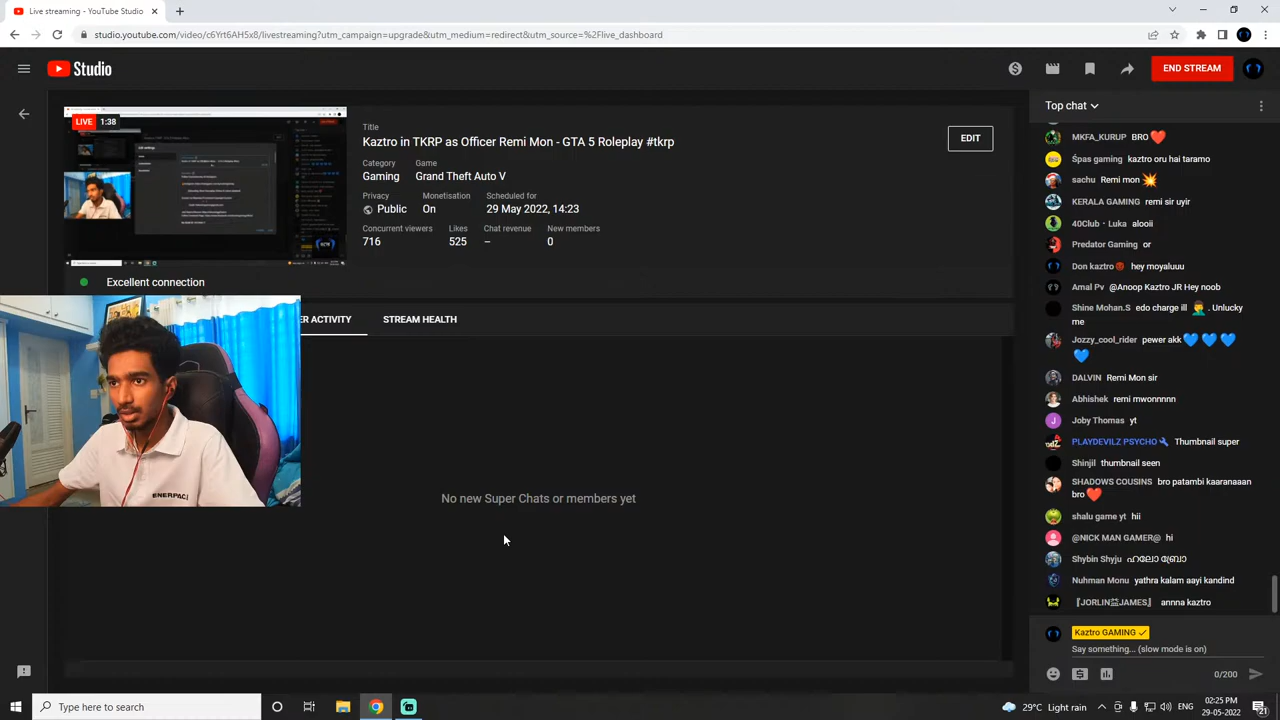 Live streaming - YouTube Studio
studio.youtube.com/video/c6Yrt6AH5x8/livestreaming?utm_campaign=upgrade&utm_medium=redirect&utm_source=%2Flive_dashboard
Studio
END STREAM
LIVE 1:38
Title
Kaztro in TKRP as Officer Remi Mon - GTA 5 Roleplay - nrp
EDIT
Category Game
Gaming Grand Theft Auto V
Privacy Monetisation Scheduled for
Public On 29 May 2022, 14:23
Concurrent viewers Likes Chat revenue New members
716 525 – 0
Excellent connection
ER ACTIVITY STREAM HEALTH
No new Super Chats or members yet
ENERPAC
Top chat
MKFA_KURUP BRO
Sipsa gaming kaztro oru hai taramo
sachu Remi mon
KERALA GAMING remi sir uyr
40club - Luka alooii
Predator Gaming or
Don kaztro hey moyaluuu
Amal Pv @Anoop Kaztro JR Hey noob
Shine Mohan.S edo charge ill . Unlucky
me
Jozzy_cool_rider pewer akk
DALVIN Remi Mon sir
Abhishek remi mwonnnnn
Joby Thomas yt
PLAYDEVILZ PSYCHO Thumbnail super
Shinjil thumbnail seen
SHADOWS COUSINS bro patambi kaaranaaan
bro
shalu game yt hii
@NICK MAN GAMER@ hi
Shybin Shyju
Nuhman Monu yathra kalam aayi kandind
JAMES annna kaztro
Kaztro GAMING
Say something... (slow mode is on)
0/200
Type here to search
29°C Light rain
ENG
02:25 PM
29-05-2022
21